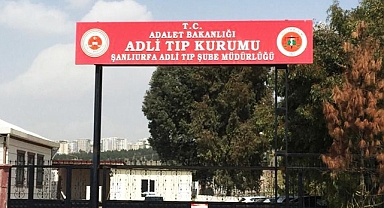 T.C.
ADALET BAKANLIĞI
ADLİ TIP KURUMU
ŞANLIURFA ADLİ TIP ŞUBE MÜDÜRLÜĞÜ